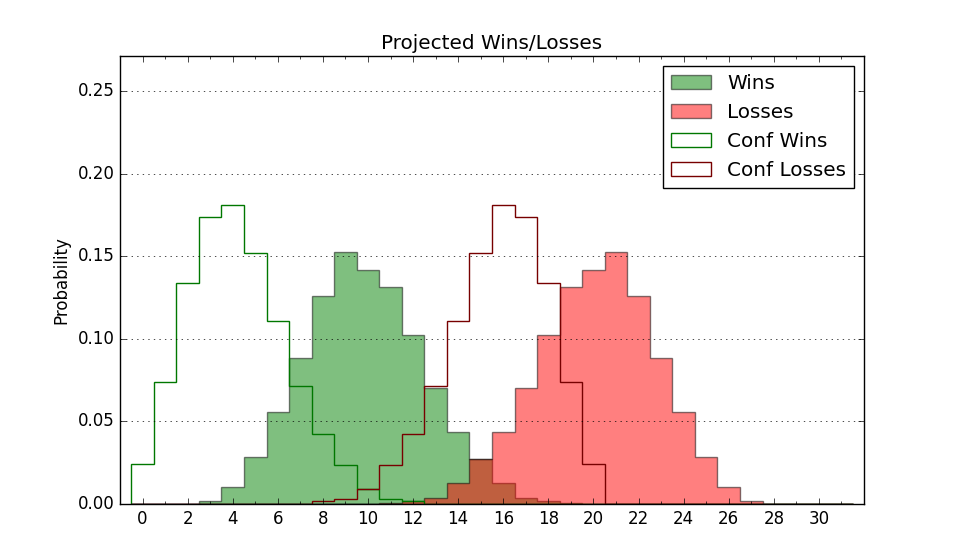 Projected Wins/Losses
Wins
Losses
Conf Wins
Conf Losses
Probability
0.25
0.20
0.15
0.10
0.05
0.00
0 2 4 6 8 10 12 14 16 18 20 22 24 26 28 30